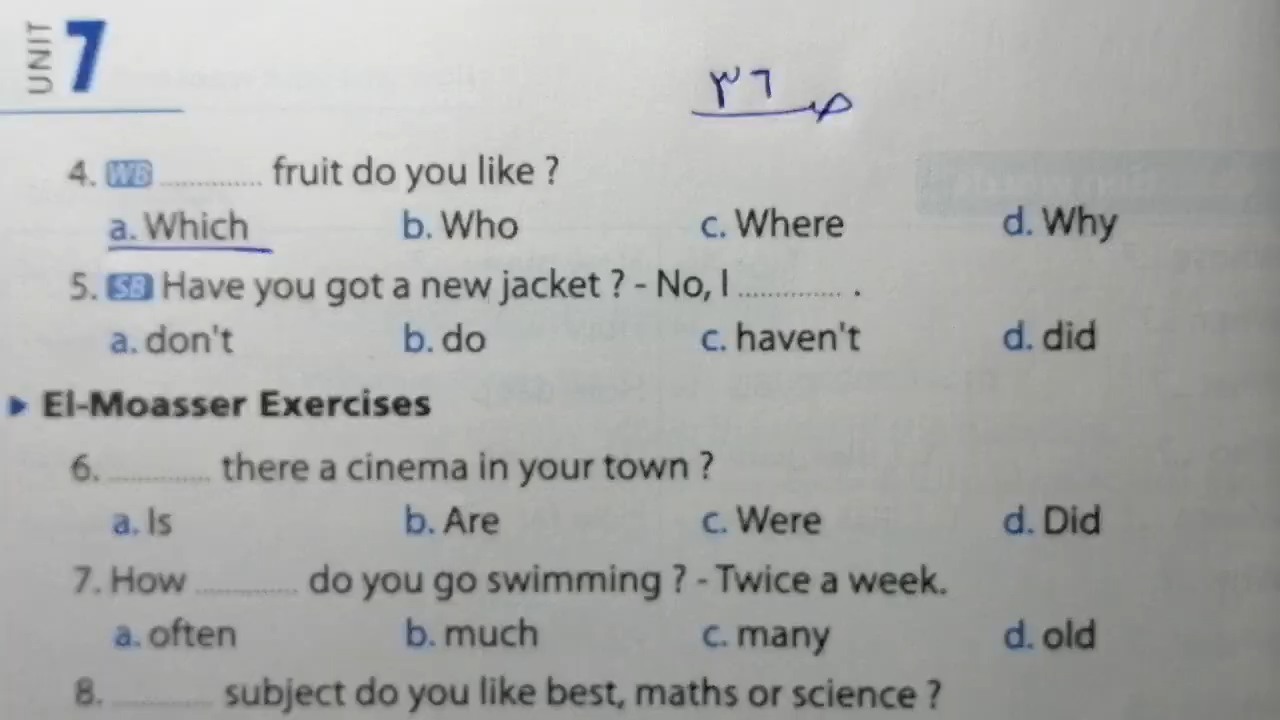 UNIT 7
ص ٣٦
4. WB ............ fruit do you like ?
a. Which b. Who c. Where d. Why
5. SB Have you got a new jacket ? - No, I ............ .
a. don't b. do c. haven't d. did
► El-Moasser Exercises
6. ............ there a cinema in your town ?
a. Is b. Are c. Were d. Did
7. How ............ do you go swimming ? - Twice a week.
a. often b. much c. many d. old
8. ............ subject do you like best, maths or science ?